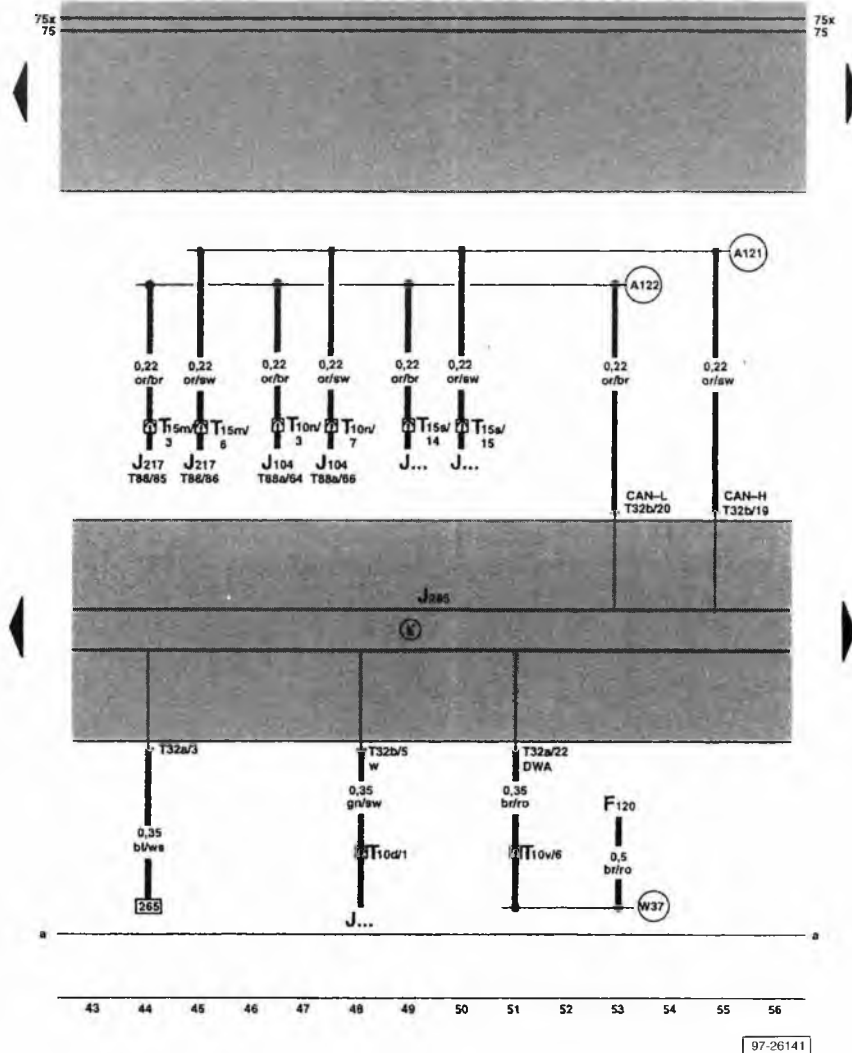 75x 75x
75 75
A121
A122
0,22 0,22 0,22 0,22 0,22 0,22 0,22 0,22
or/br or/sw or/br or/sw or/br or/sw or/br or/sw
T15m/ T15m/ T10n/ T10n/ T15s/ T15s/
3 6 3 7 14 15
J217 J217 J104 J104 J... J...
T88/85 T88/86 T88a/64 T88a/66
CAN-L CAN-H
T32b/20 T32b/19
J285
T32a/3 T32b/5 T32a/22
w DWA
0,35 0,35
gn/sw br/ro
F120
0,35
bl/ws
T10d/1 T10v/6
0,5
br/ro
265
W37
J...
a a
43 44 45 46 47 48 49 50 51 52 53 54 55 56
97-26141